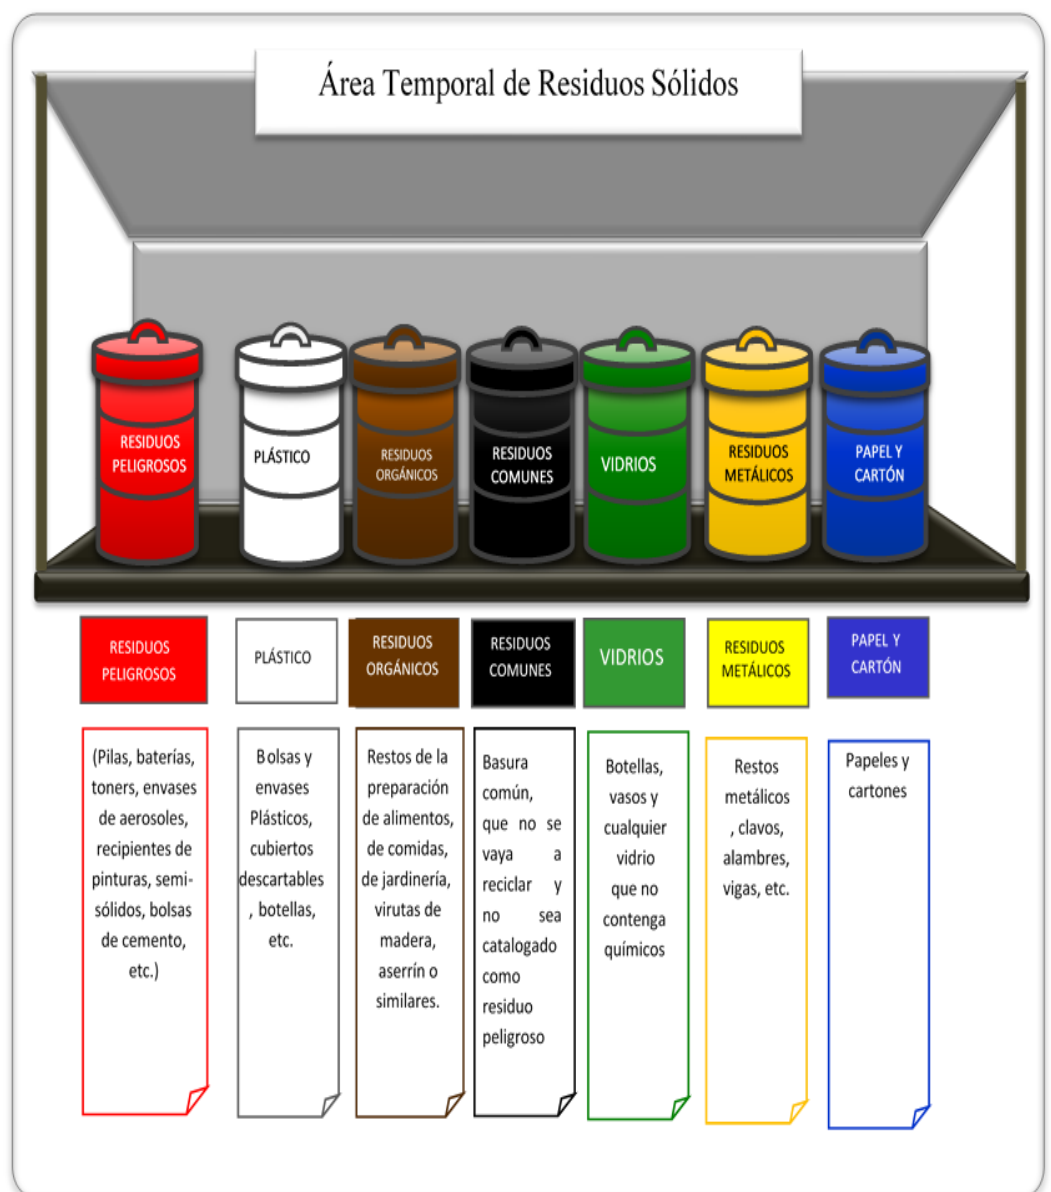 Área Temporal de Residuos Sólidos
RESIDUOS
PELIGROSOS
PLÁSTICO
RESIDUOS
ORGÁNICOS
RESIDUOS
COMUNES
VIDRIOS
RESIDUOS
METÁLICOS
PAPEL Y
CARTÓN
RESIDUOS
PELIGROSOS
PLÁSTICO
RESIDUOS
ORGÁNICOS
RESIDUOS
COMUNES
VIDRIOS
RESIDUOS
METÁLICOS
PAPEL Y
CARTÓN
(Pilas, baterías,
toners, envases
de aerosoles,
recipientes de
pinturas, semi-
sólidos, bolsas
de cemento,
etc.)
Bolsas y
envases
Plásticos,
cubiertos
descartables
, botellas,
etc.
Restos de la
preparación
de alimentos,
de comidas,
de jardinería,
virutas de
madera,
aserrín o
similares.
Basura
común,
que no se
vaya a
reciclar y
no sea
catalogado
como
residuo
peligroso
Botellas,
vasos y
cualquier
vidrio
que no
contenga
químicos
Restos
metálicos
, clavos,
alambres,
vigas, etc.
Papeles y
cartones